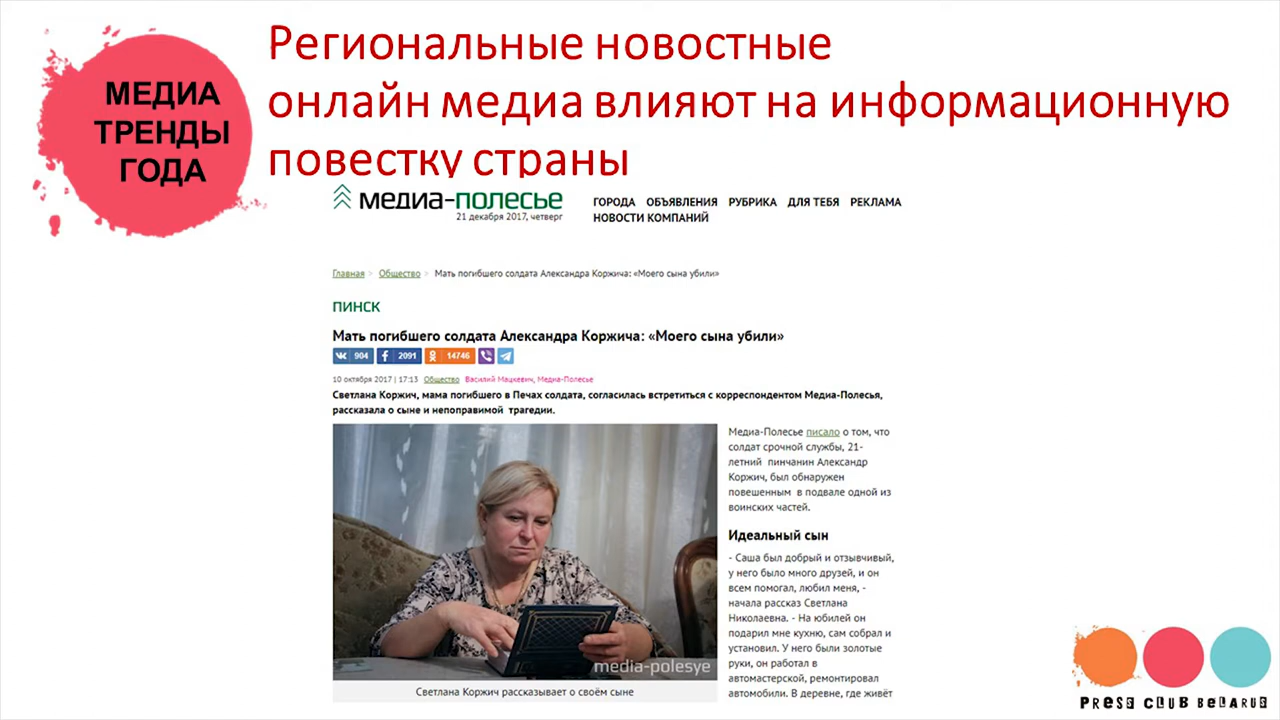 МЕДИА
ТРЕНДЫ
ГОДА
Региональные новостные
онлайн медиа влияют на информационную
повестку страны
медиа-полесье
21 декабря 2017, четверг
ГОРОДА ОБЪЯВЛЕНИЯ РУБРИКА ДЛЯ ТЕБЯ РЕКЛАМА
НОВОСТИ КОМПАНИЙ
Главная > Общество > Мать погибшего солдата Александра Коржича: «Моего сына убили»
ПИНСК
Мать погибшего солдата Александра Коржича: «Моего сына убили»
904 2091 14746
10 октября 2017 | 17:13 Общество Василий Мацкевич, Медиа-Полесье
Светлана Коржич, мама погибшего в Печах солдата, согласилась встретиться с корреспондентом Медиа-Полесья,
рассказала о сыне и непоправимой трагедии.
media-polesye
Светлана Коржич рассказывает о своём сыне
Медиа-Полесье писало о том, что
солдат срочной службы, 21-
летний пинчанин Александр
Коржич, был обнаружен
повешенным в подвале одной из
воинских частей.
Идеальный сын
- Саша был добрый и отзывчивый,
у него было много друзей, и он
всем помогал, любил меня, -
начала рассказ Светлана
Николаевна. - На юбилей он
подарил мне кухню, сам собрал и
установил. У него были золотые
руки, он работал в
автомастерской, ремонтировал
автомобили. В деревне, где живёт
PRESS CLUB BELARUS